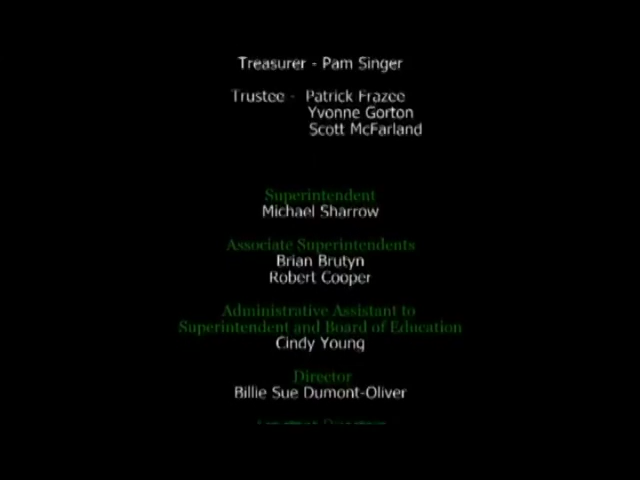 Treasurer - Pam Singer
Trustee - Patrick Frazee
Yvonne Gorton
Scott McFarland
Superintendent
Michael Sharrow
Associate Superintendents
Brian Brutyn
Robert Cooper
Administrative Assistant to
Superintendent and Board of Education
Cindy Young
Director
Billie Sue Dumont-Oliver